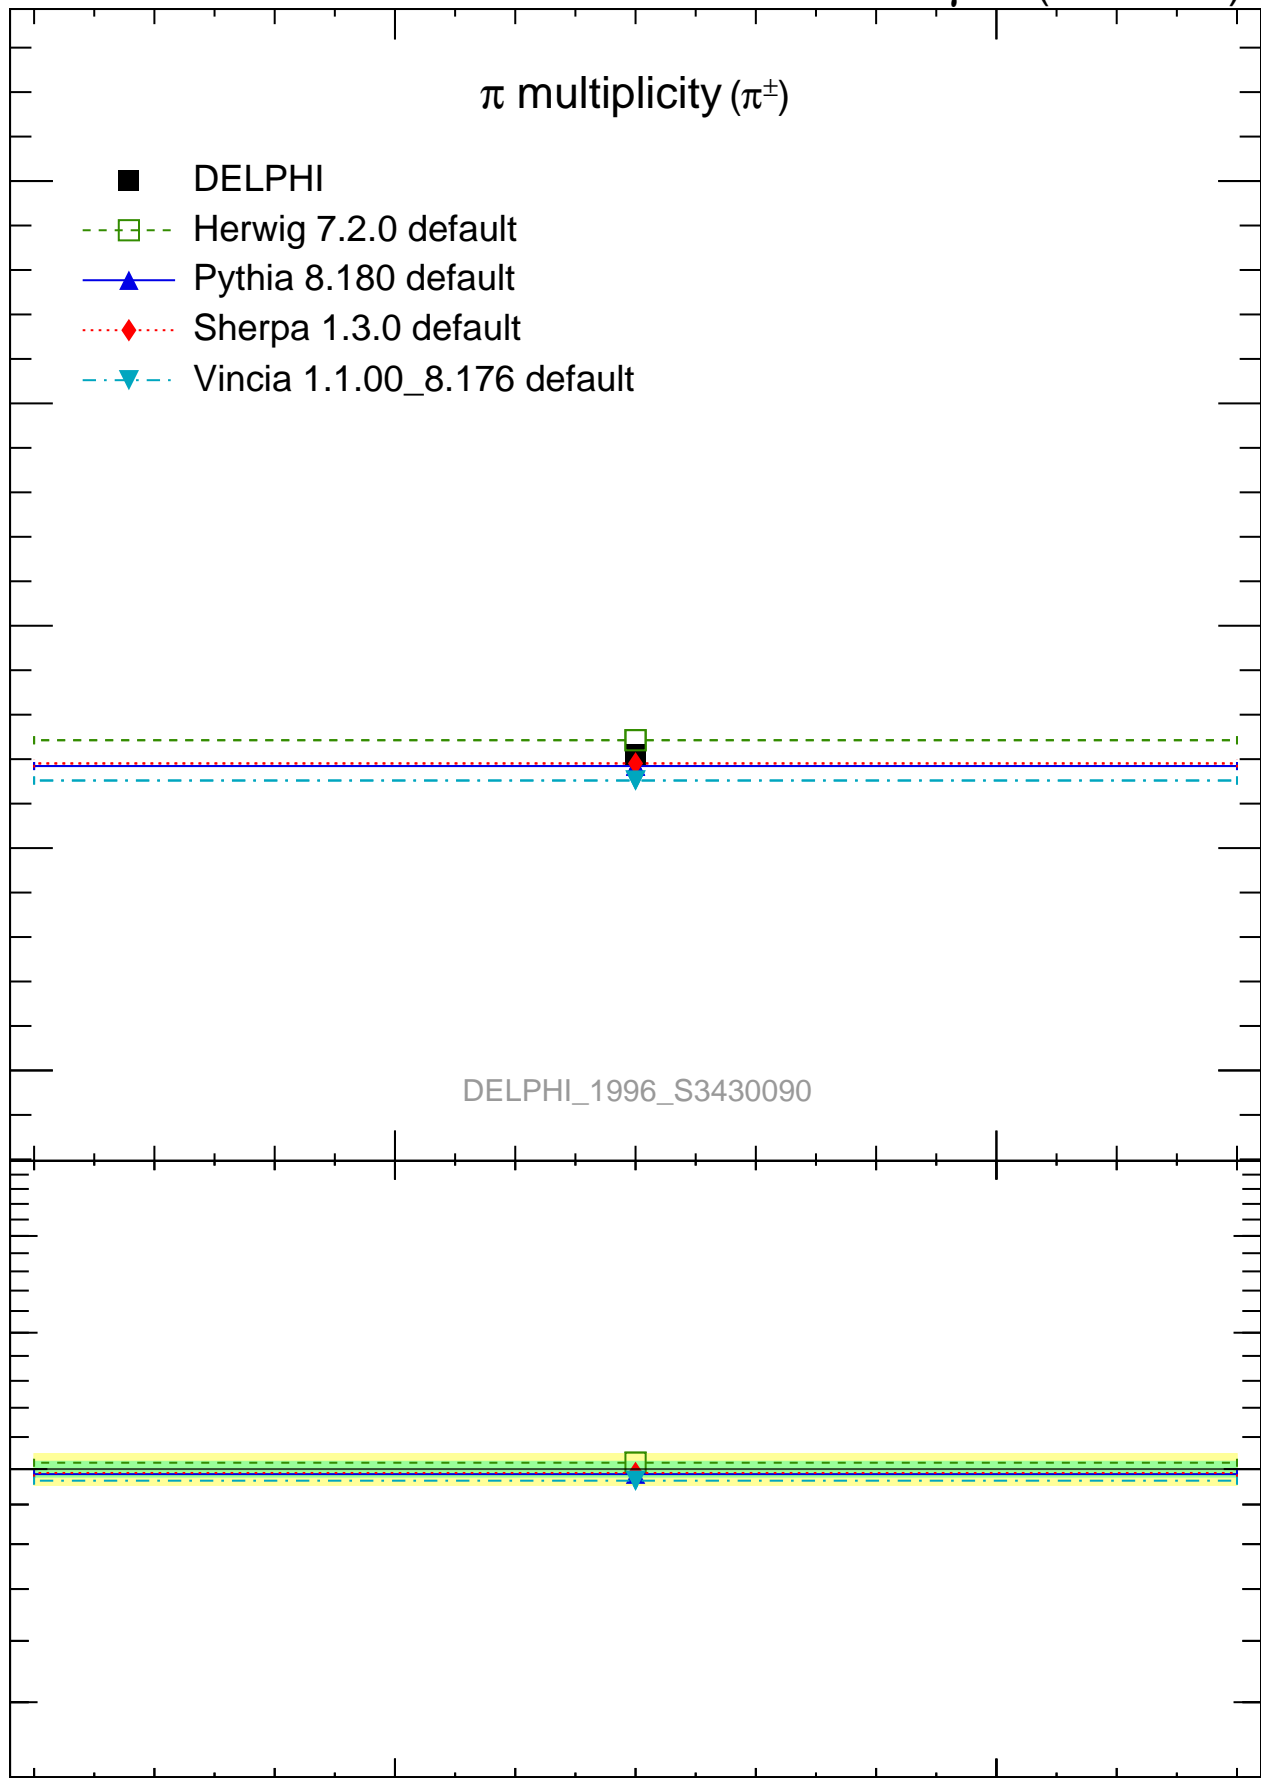 π multiplicity (π±)
DELPHI
Herwig 7.2.0 default
Pythia 8.180 default
Sherpa 1.3.0 default
Vincia 1.1.00_8.176 default
DELPHI_1996_S3430090